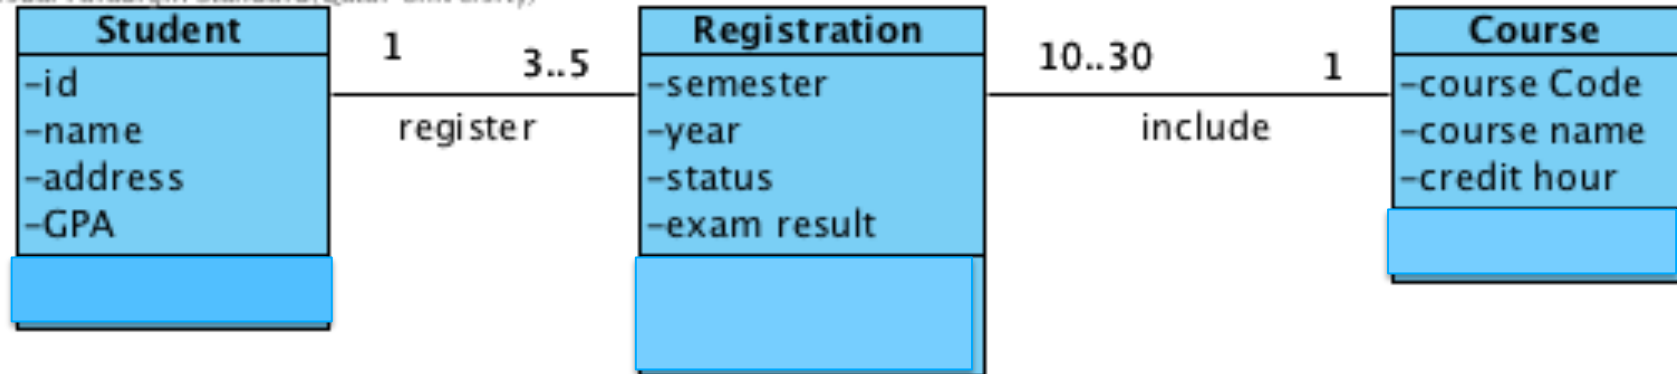 Student
-id
-name
-address
-GPA
1
3..5
register
Registration
-semester
-year
-status
-exam result
10..30
1
include
Course
-course Code
-course name
-credit hour